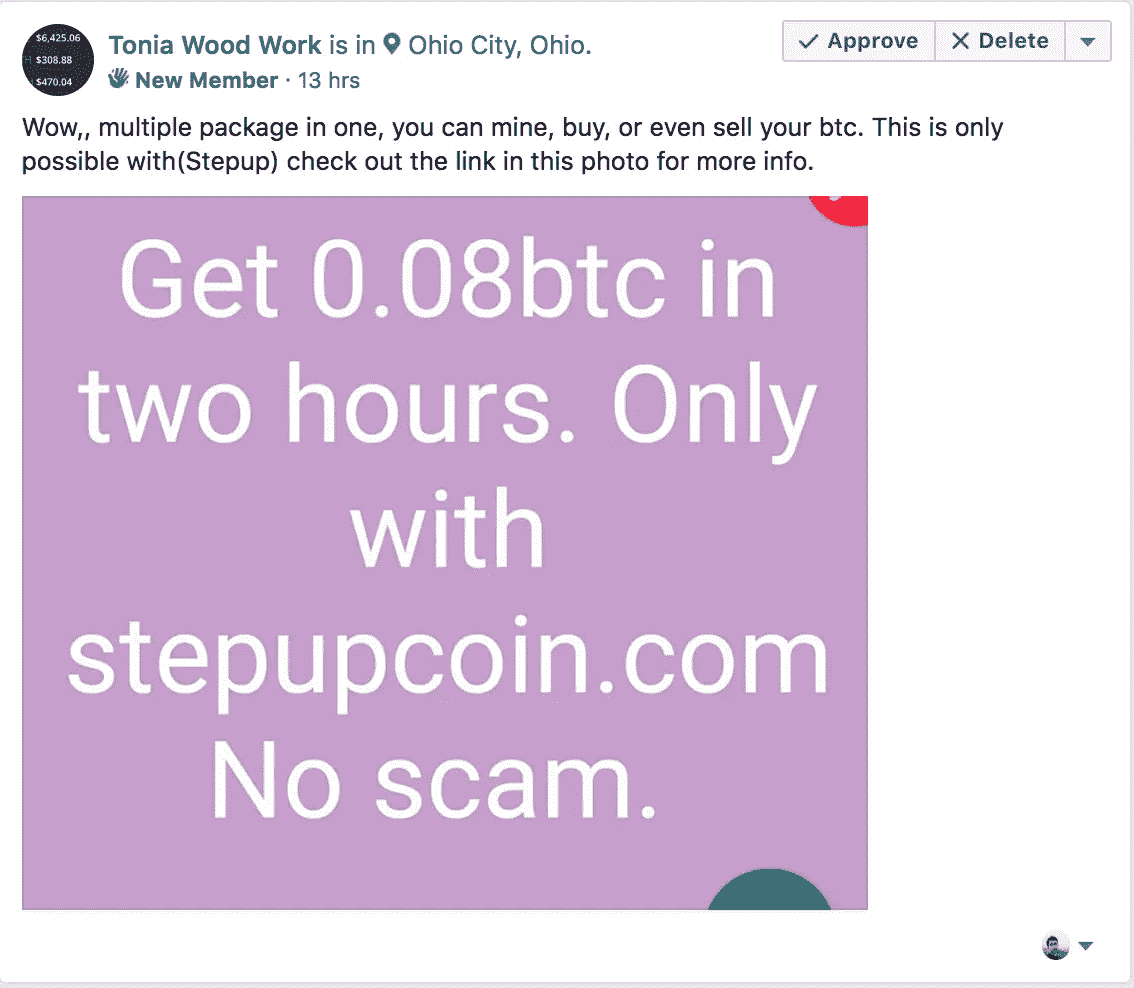 $6,425.06
$308.88
$470.04
Tonia Wood Work is in Ohio City, Ohio.
New Member · 13 hrs
Approve
Delete
Wow,, multiple package in one, you can mine, buy, or even sell your btc. This is only
possible with(Stepup) check out the link in this photo for more info.
Get 0.08btc in
two hours. Only
with
stepupcoin.com
No scam.